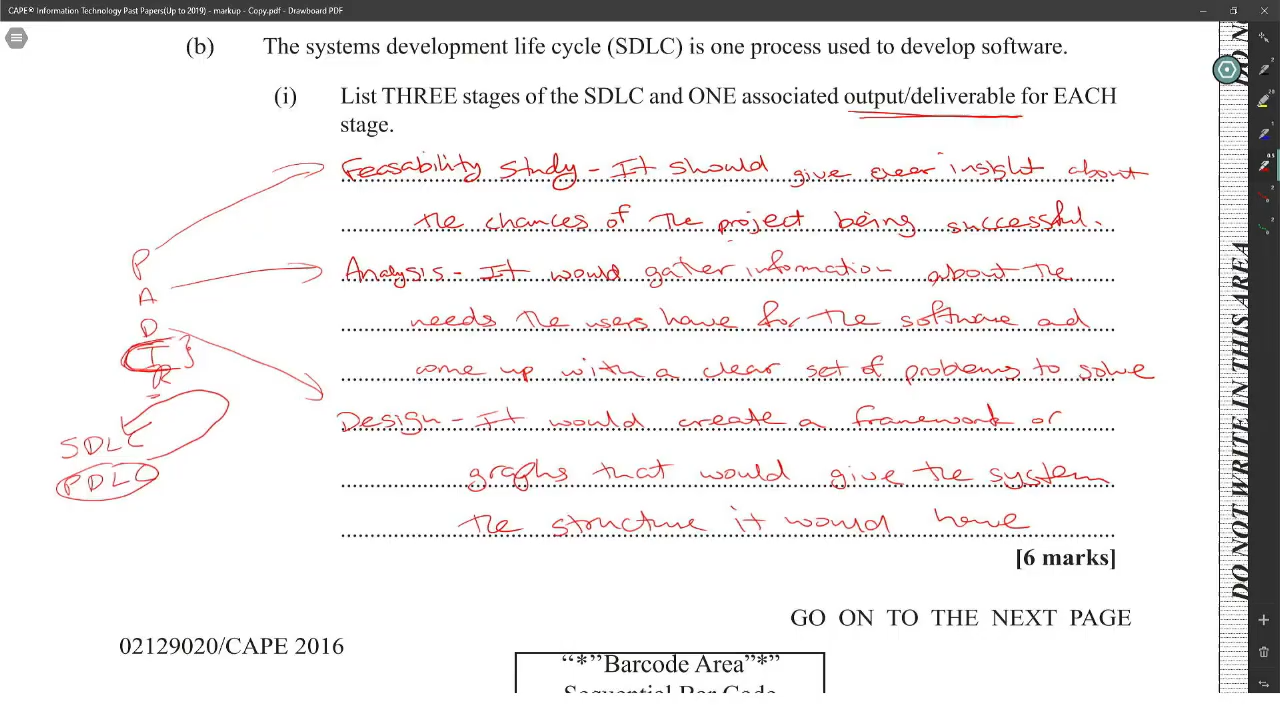 CAPE® Information Technology Past Papers(Up to 2019) - markup - Copy.pdf - Drawboard PDF
(b) The systems development life cycle (SDLC) is one process used to develop software.
(i) List THREE stages of the SDLC and ONE associated output/deliverable for EACH
stage.
Feasability Study - It should give clear insight about
the chances of the project being successful.
P
Analysis - It would gather information about the
A
needs the users have for the software and
D
I
come up with a clear set of problems to solve
R
Design - It would create a framework or
SDLC
graphs that would give the system
PDLC
the structure it would have
[6 marks]
GO ON TO THE NEXT PAGE
02129020/CAPE 2016
“*”Barcode Area”*”
Sequential Bar Code
DO NOT WRITE IN THIS AREA